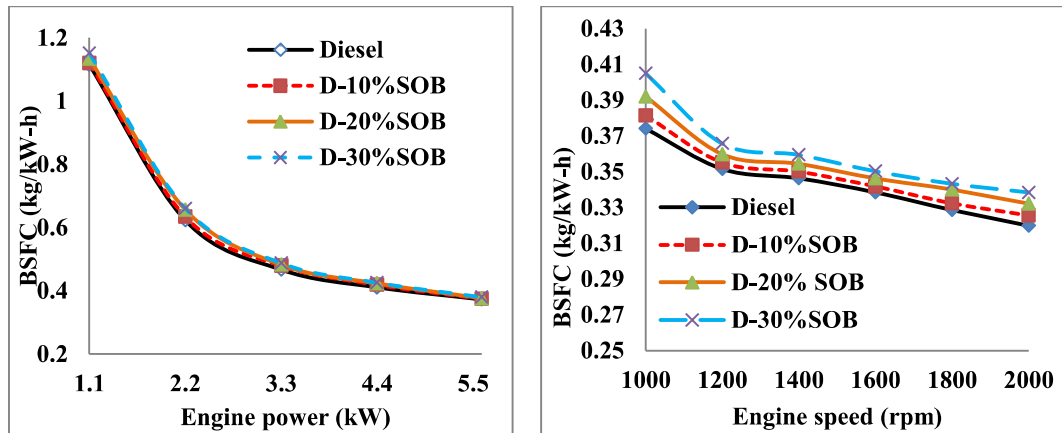 1.2
1
0.8
0.6
0.4
0.2
BSFC (kg/kW-h)
Diesel
D-10%SOB
D-20%SOB
D-30%SOB
1.1 2.2 3.3 4.4 5.5
Engine power (kW)
0.43
0.41
0.39
0.37
0.35
0.33
0.31
0.29
0.27
0.25
BSFC (kg/kW-h)
Diesel
D-10%SOB
D-20% SOB
D-30%SOB
1000 1200 1400 1600 1800 2000
Engine speed (rpm)